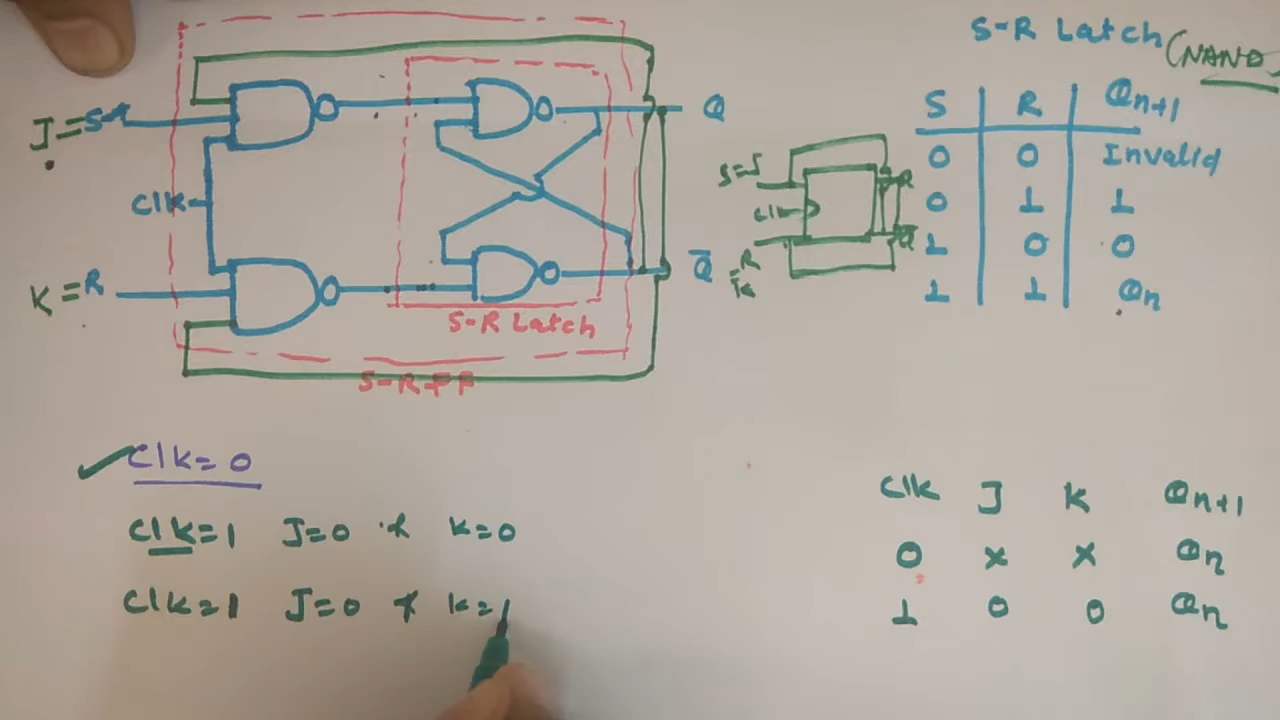 S-R Latch (NAND)
S R Qn+1
0 0 Invalid
0 1 1
1 0 0
1 1 Qn
J = S
Clk
K = R
Q
Q̅
S-R Latch
S-R-FF
S=J
Clk
R
=
K
Q
Q̅
Clk=0
Clk=1 J=0 & K=0
Clk=1 J=0 & K=1
Clk J K Qn+1
0 x x Qn
1 0 0 Qn